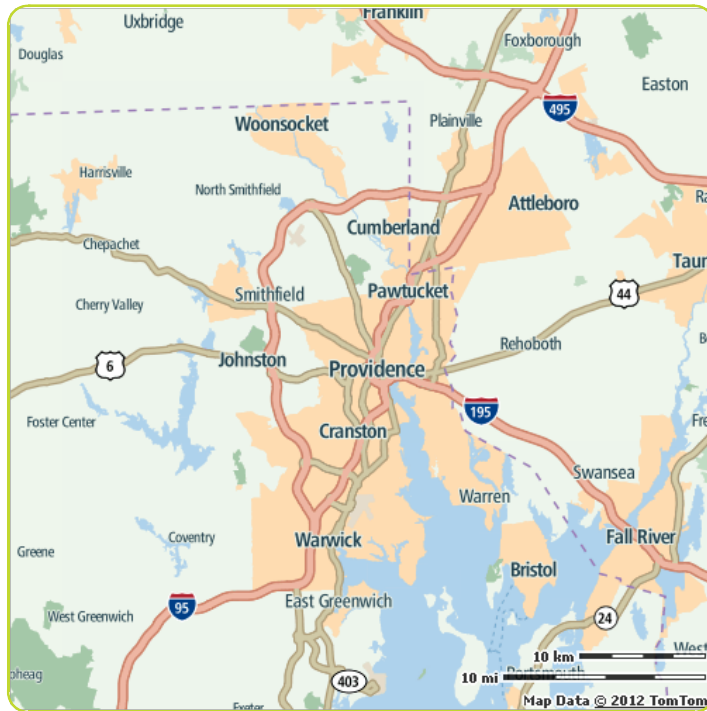 Franklin
Uxbridge
Foxborough
Douglas
Easton
495
Plainville
Woonsocket
Harrisville
North Smithfield
Attleboro
Cumberland
Chepachet
Pawtucket
Smithfield
44
Cherry Valley
Rehoboth
6
Johnston
Providence
195
Foster Center
Cranston
Swansea
Warren
Coventry
Warwick
Fall River
Greene
Bristol
95
East Greenwich
West Greenwich
24
10 km
403
10 mi
Portsmouth
Exeter
Map Data © 2012 TomTom